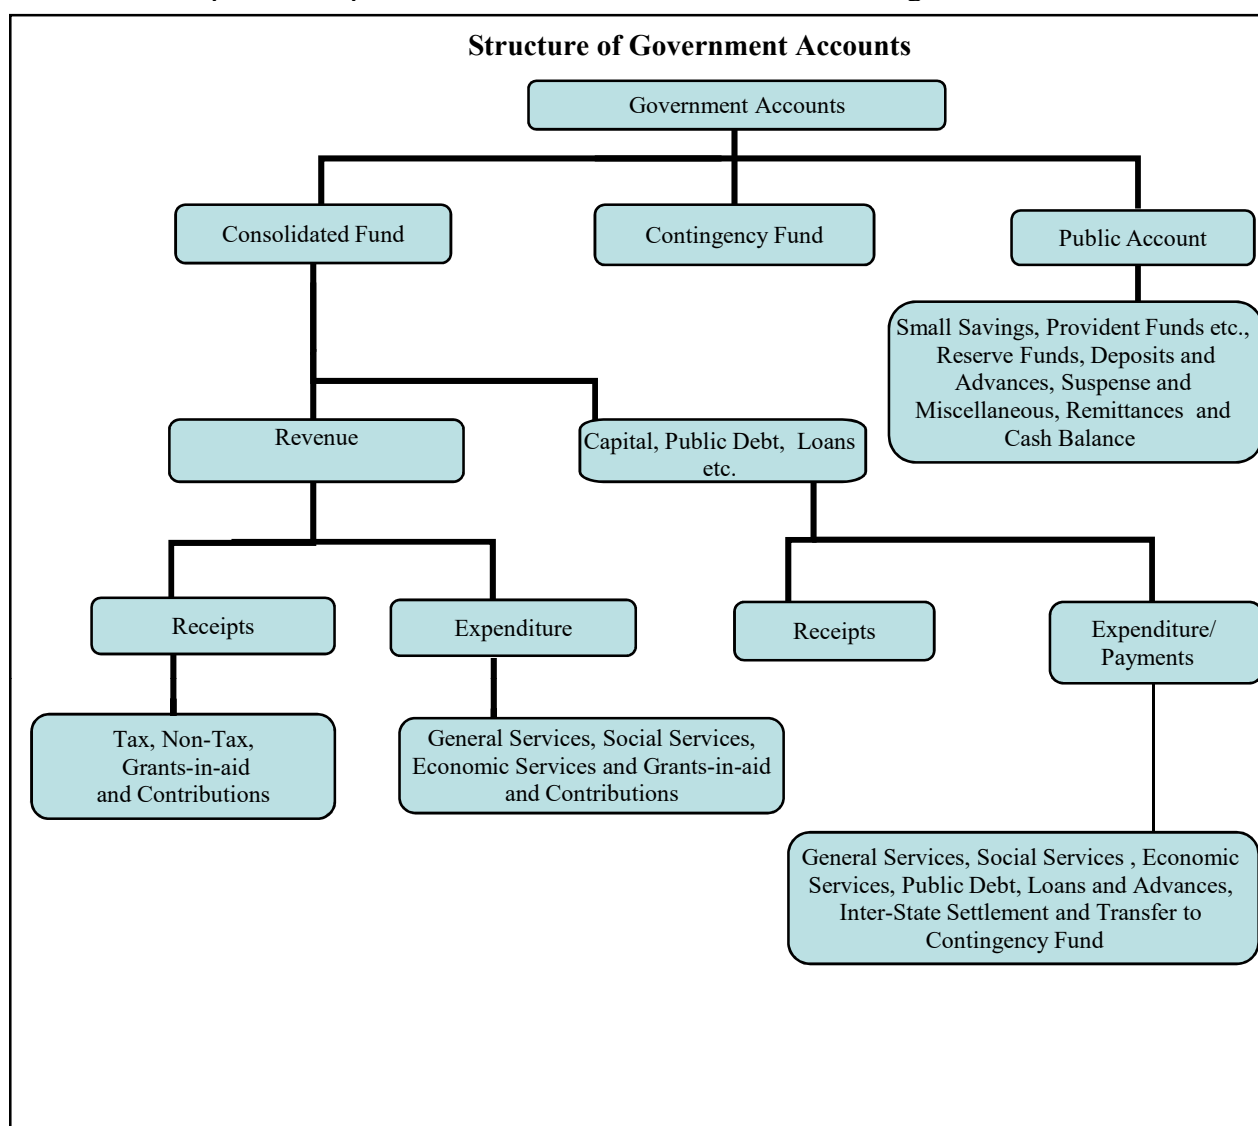 Structure of Government Accounts
Government Accounts
Consolidated Fund
Contingency Fund
Public Account
Small Savings, Provident Funds etc.,
Reserve Funds, Deposits and
Advances, Suspense and
Miscellaneous, Remittances and
Cash Balance
Revenue
Capital, Public Debt, Loans
etc.
Receipts
Expenditure
Receipts
Expenditure/
Payments
Tax, Non-Tax,
Grants-in-aid
and Contributions
General Services, Social Services,
Economic Services and Grants-in-aid
and Contributions
General Services, Social Services , Economic
Services, Public Debt, Loans and Advances,
Inter-State Settlement and Transfer to
Contingency Fund